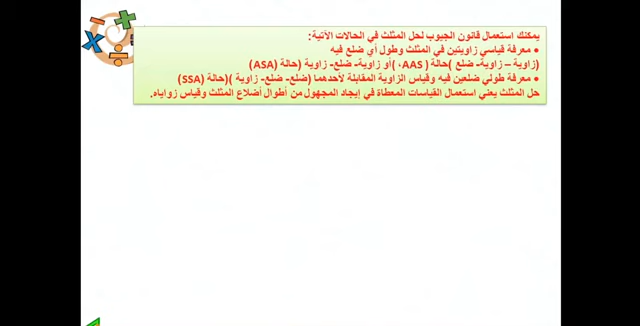 يمكنك استعمال قانون الجيوب لحل المثلث في الحالات الآتية:
• معرفة قياسي زاويتين في المثلث وطول أي ضلع فيه
(زاوية – زاوية- ضلع )حالة ( AAS، )أو زاوية- ضلع- زاوية (حالة ASA)
• معرفة طولي ضلعين فيه وقياس الزاوية المقابلة لأحدهما (ضلع- ضلع- زاوية )(حالة SSA)
حل المثلث يعني استعمال القياسات المعطاة في إيجاد المجهول من أطوال أضلاع المثلث وقياس زواياه.